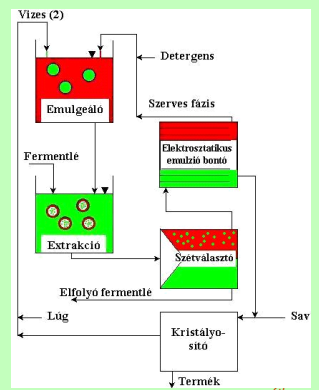 Vizes (2)
Detergens
Emulgeáló
Szerves fázis
Fermentlé
Elektrosztatikus
emulzió bontó
Extrakció
Szétválasztó
Elfolyó fermentlé
Lúg
Sav
Kristályo-
sító
Termék